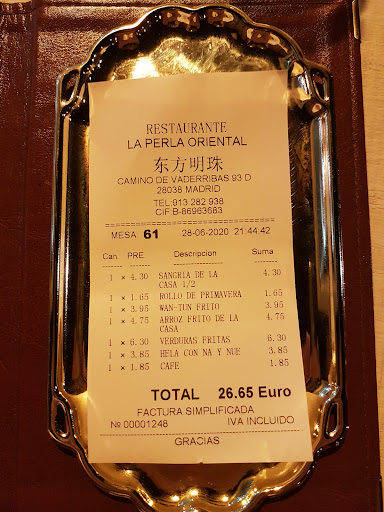 RESTAURANTE
LA PERLA ORIENTAL
东方明珠
CAMINO DE VADERRIBAS 93 D
28038 MADRID
TEL:913 282 938
CIF:B-86963683
MESA 61 28-06-2020 21:44:42
Can. PRE. Descripcion Suma
1 × 4.30 SANGRIA DE LA 4.30
CASA 1/2
1 × 1.65 ROLLO DE PRIMAVERA 1.65
1 × 3.95 WAN-TUN FRITO 3.95
1 × 4.75 ARROZ FRITO DE LA 4.75
CASA
1 × 6.30 VERDURAS FRITAS 6.30
1 × 3.85 HELA CON NA Y NUE 3.85
1 × 1.85 CAFE 1.85
TOTAL 26.65 Euro
FACTURA SIMPLIFICADA
Nº 00001248 IVA INCLUIDO
GRACIAS